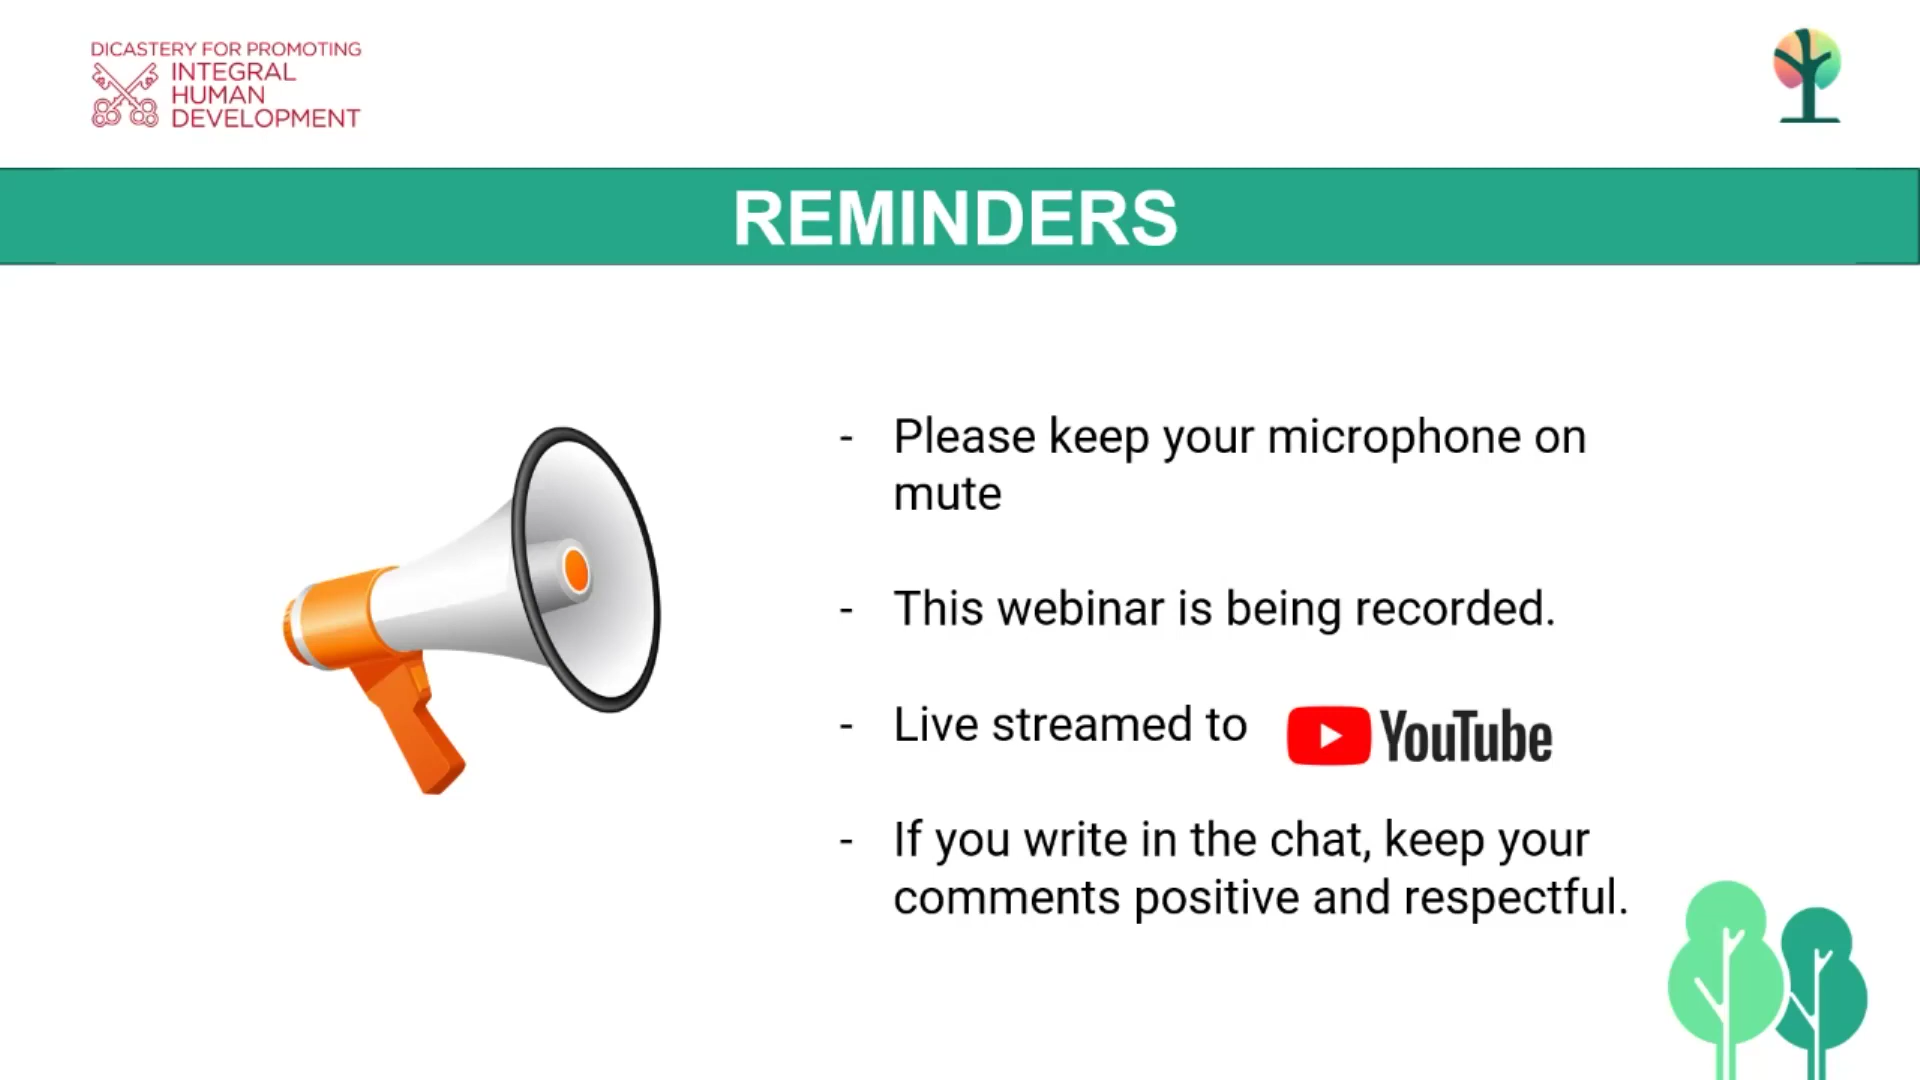 DICASTERY FOR PROMOTING
INTEGRAL
HUMAN
DEVELOPMENT
REMINDERS
- Please keep your microphone on
mute
- This webinar is being recorded.
- Live streamed to YouTube
- If you write in the chat, keep your
comments positive and respectful.